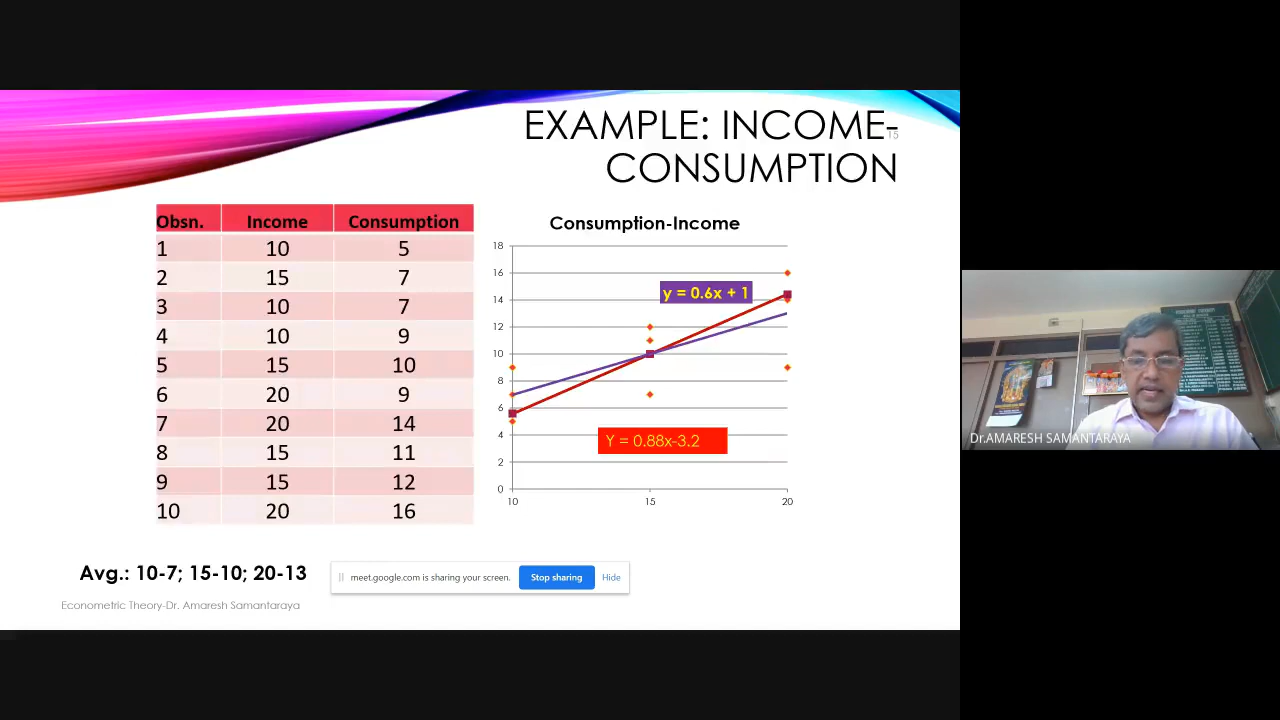 EXAMPLE: INCOME-
15
CONSUMPTION
Obsn. Income Consumption
1 10 5
2 15 7
3 10 7
4 10 9
5 15 10
6 20 9
7 20 14
8 15 11
9 15 12
10 20 16
Consumption-Income
18
16
14
12
10
8
6
4
2
0
10 15 20
y = 0.6x + 1
Y = 0.88x-3.2
Avg.: 10-7; 15-10; 20-13
meet.google.com is sharing your screen. Stop sharing Hide
Econometric Theory-Dr. Amaresh Samantaraya
Dr.AMARESH SAMANTARAYA